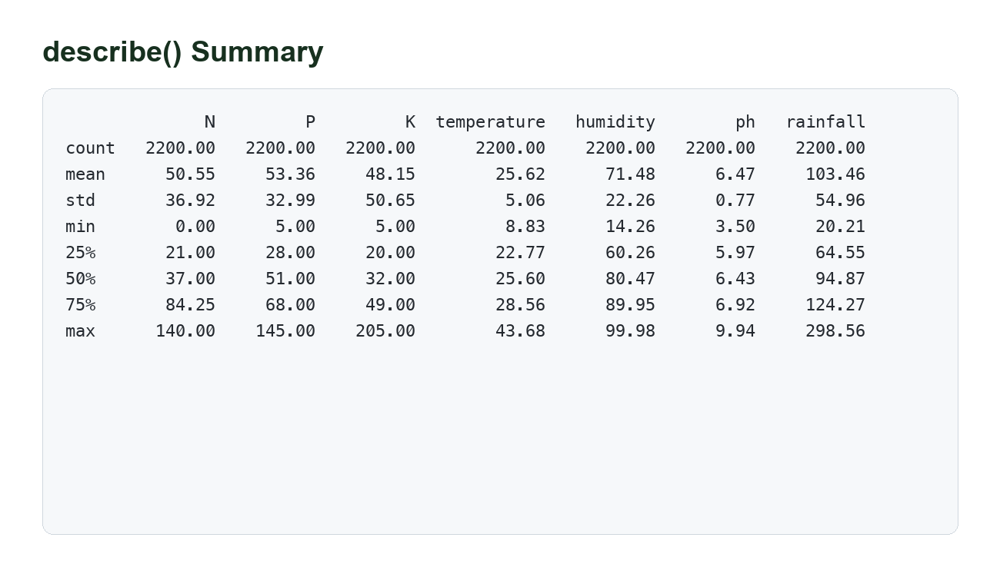 describe() Summary
N P K temperature humidity ph rainfall
count 2200.00 2200.00 2200.00 2200.00 2200.00 2200.00 2200.00
mean 50.55 53.36 48.15 25.62 71.48 6.47 103.46
std 36.92 32.99 50.65 5.06 22.26 0.77 54.96
min 0.00 5.00 5.00 8.83 14.26 3.50 20.21
25% 21.00 28.00 20.00 22.77 60.26 5.97 64.55
50% 37.00 51.00 32.00 25.60 80.47 6.43 94.87
75% 84.25 68.00 49.00 28.56 89.95 6.92 124.27
max 140.00 145.00 205.00 43.68 99.98 9.94 298.56